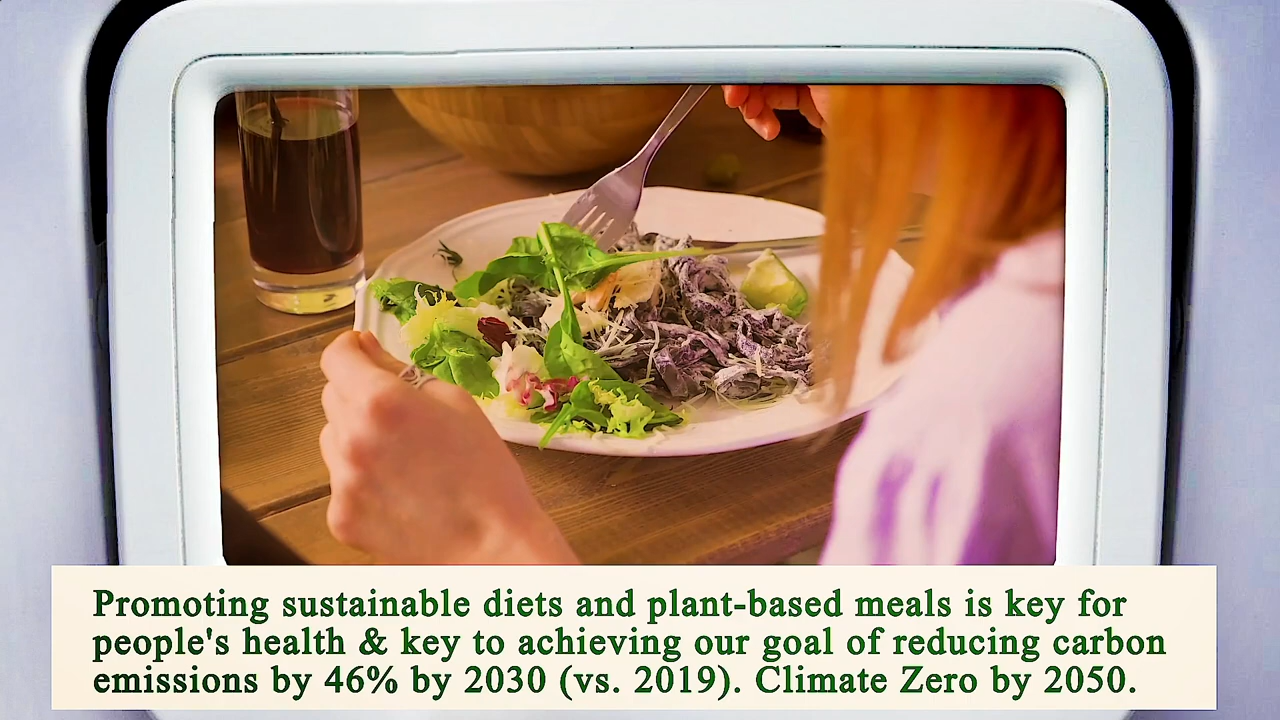 Promoting sustainable diets and plant-based meals is key for
people's health & key to achieving our goal of reducing carbon
emissions by 46% by 2030 (vs. 2019). Climate Zero by 2050.